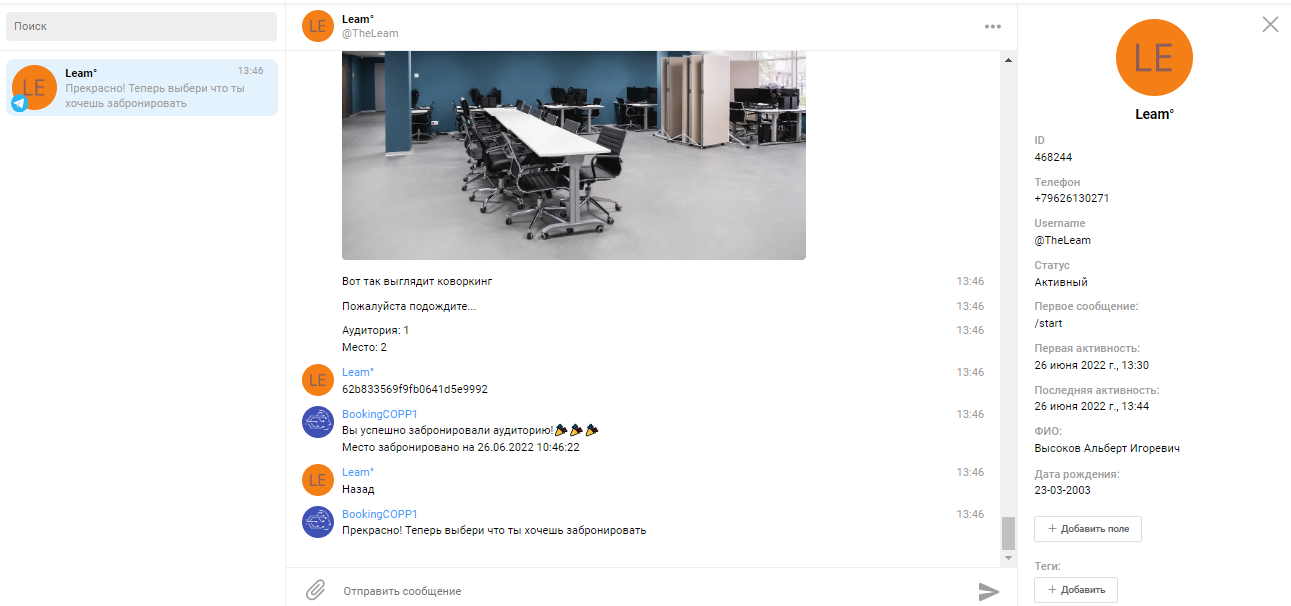 Поиск
LE
Leam°
13:46
Прекрасно! Теперь выбери что ты
хочешь забронировать
LE
Leam°
@TheLeam
Вот так выглядит коворкинг
13:46
Пожалуйста подождите...
13:46
Аудитория: 1
13:46
Место: 2
LE
Leam°
13:46
62b833569f9fb0641d5e9992
BookingCOPP1
13:46
Вы успешно забронировали аудиторию!🎉🎉🎉
Место забронировано на 26.06.2022 10:46:22
LE
Leam°
13:46
Назад
BookingCOPP1
13:46
Прекрасно! Теперь выбери что ты хочешь забронировать
Отправить сообщение
LE
Leam°
ID
468244
Телефон
+79626130271
Username
@TheLeam
Статус
Активный
Первое сообщение:
/start
Первая активность:
26 июня 2022 г., 13:30
Последняя активность:
26 июня 2022 г., 13:44
ФИО:
Высоков Альберт Игоревич
Дата рождения:
23-03-2003
+ Добавить поле
Теги:
+ Добавить